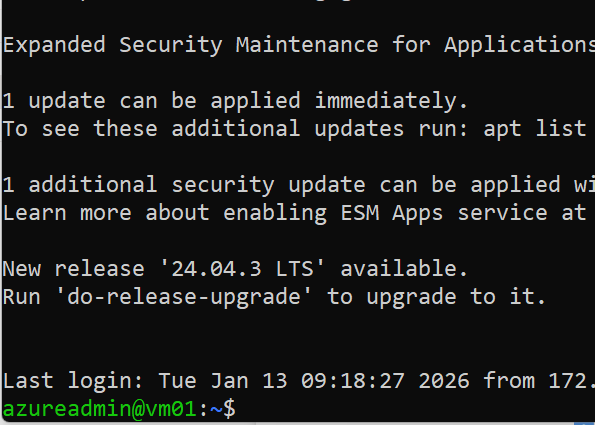 Expanded Security Maintenance for Applications
1 update can be applied immediately.
To see these additional updates run: apt list
1 additional security update can be applied wi
Learn more about enabling ESM Apps service at
New release '24.04.3 LTS' available.
Run 'do-release-upgrade' to upgrade to it.
Last login: Tue Jan 13 09:18:27 2026 from 172.
azureadmin@vm01:~$